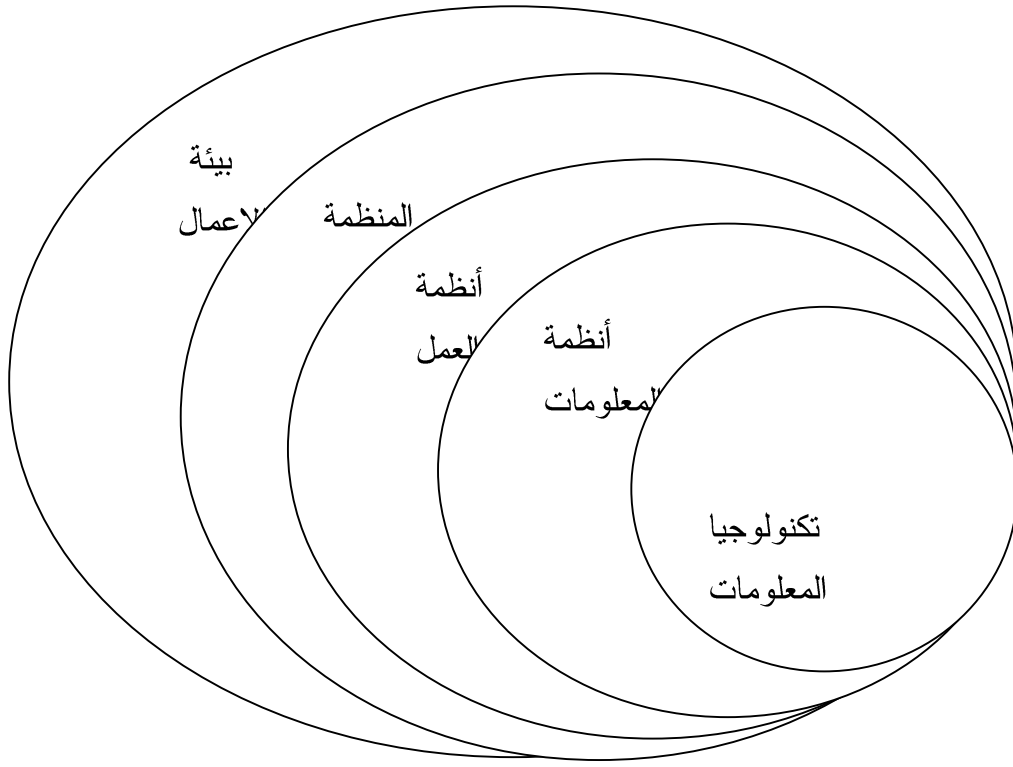 بيئة
الاعمال
المنظمة
أنظمة
العمل
أنظمة
المعلومات
تكنولوجيا
المعلومات